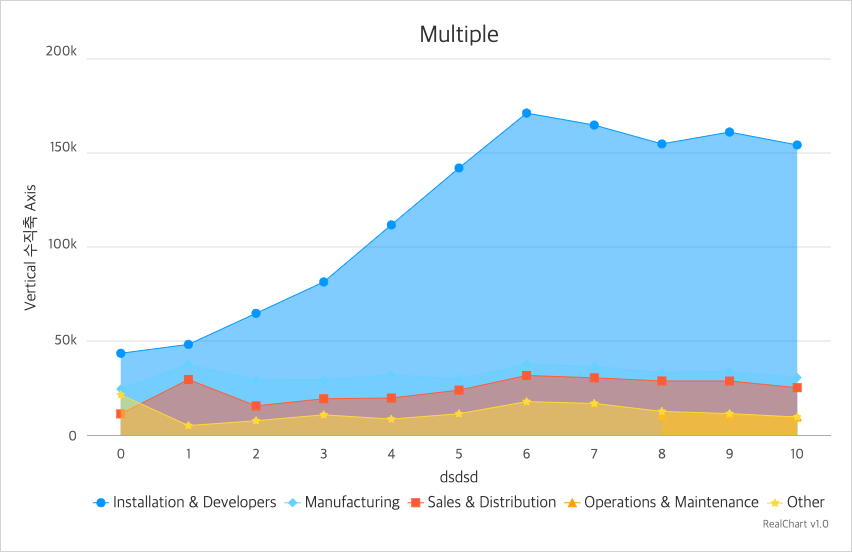 Multiple
200k
150k
100k
50k
0
Vertical 수직축 Axis
0 1 2 3 4 5 6 7 8 9 10
dsdsd
Installation & Developers Manufacturing Sales & Distribution Operations & Maintenance Other
RealChart v1.0